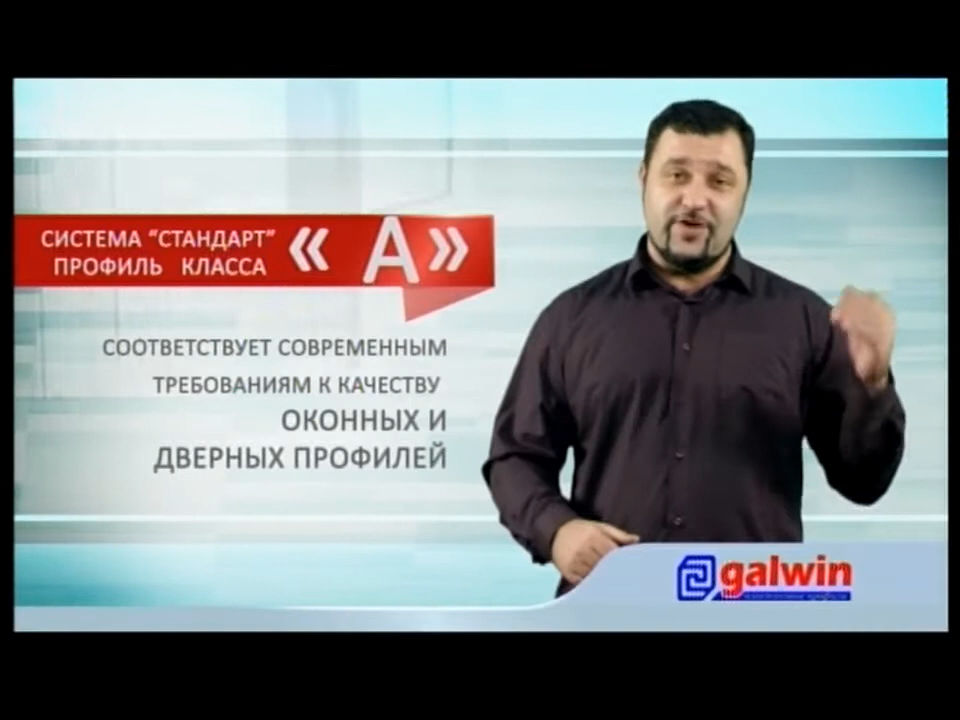 СИСТЕМА “СТАНДАРТ”
ПРОФИЛЬ КЛАССА
« А»
СООТВЕТСТВУЕТ СОВРЕМЕННЫМ
ТРЕБОВАНИЯМ К КАЧЕСТВУ
ОКОННЫХ И
ДВЕРНЫХ ПРОФИЛЕЙ
galwin